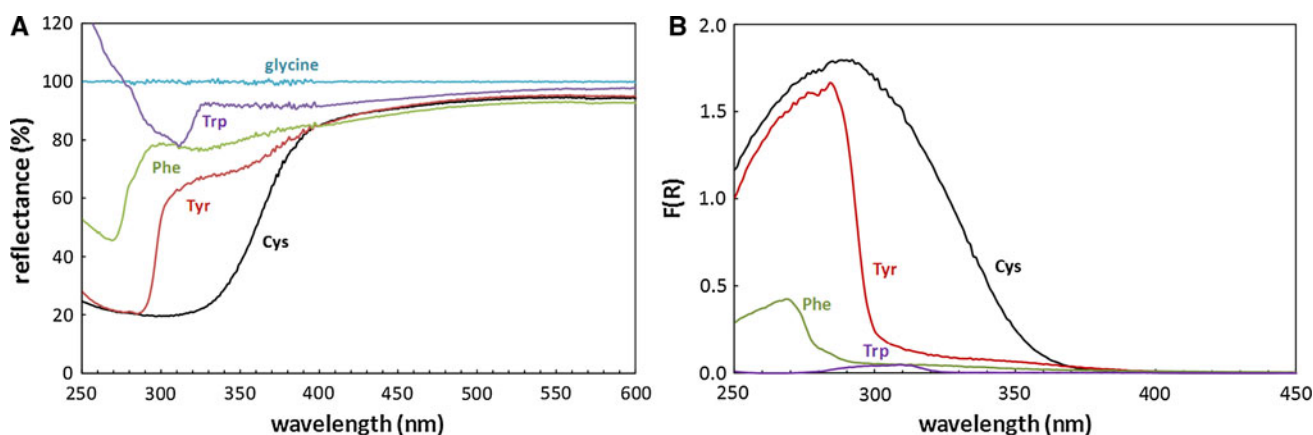 A
reflectance (%)
120
100
80
60
40
20
0
glycine
Trp
Phe
Tyr
Cys
250 300 350 400 450 500 550 600
wavelength (nm)
B
F(R)
2.0
1.5
1.0
0.5
0.0
Cys
Tyr
Phe
Trp
250 300 350 400 450
wavelength (nm)